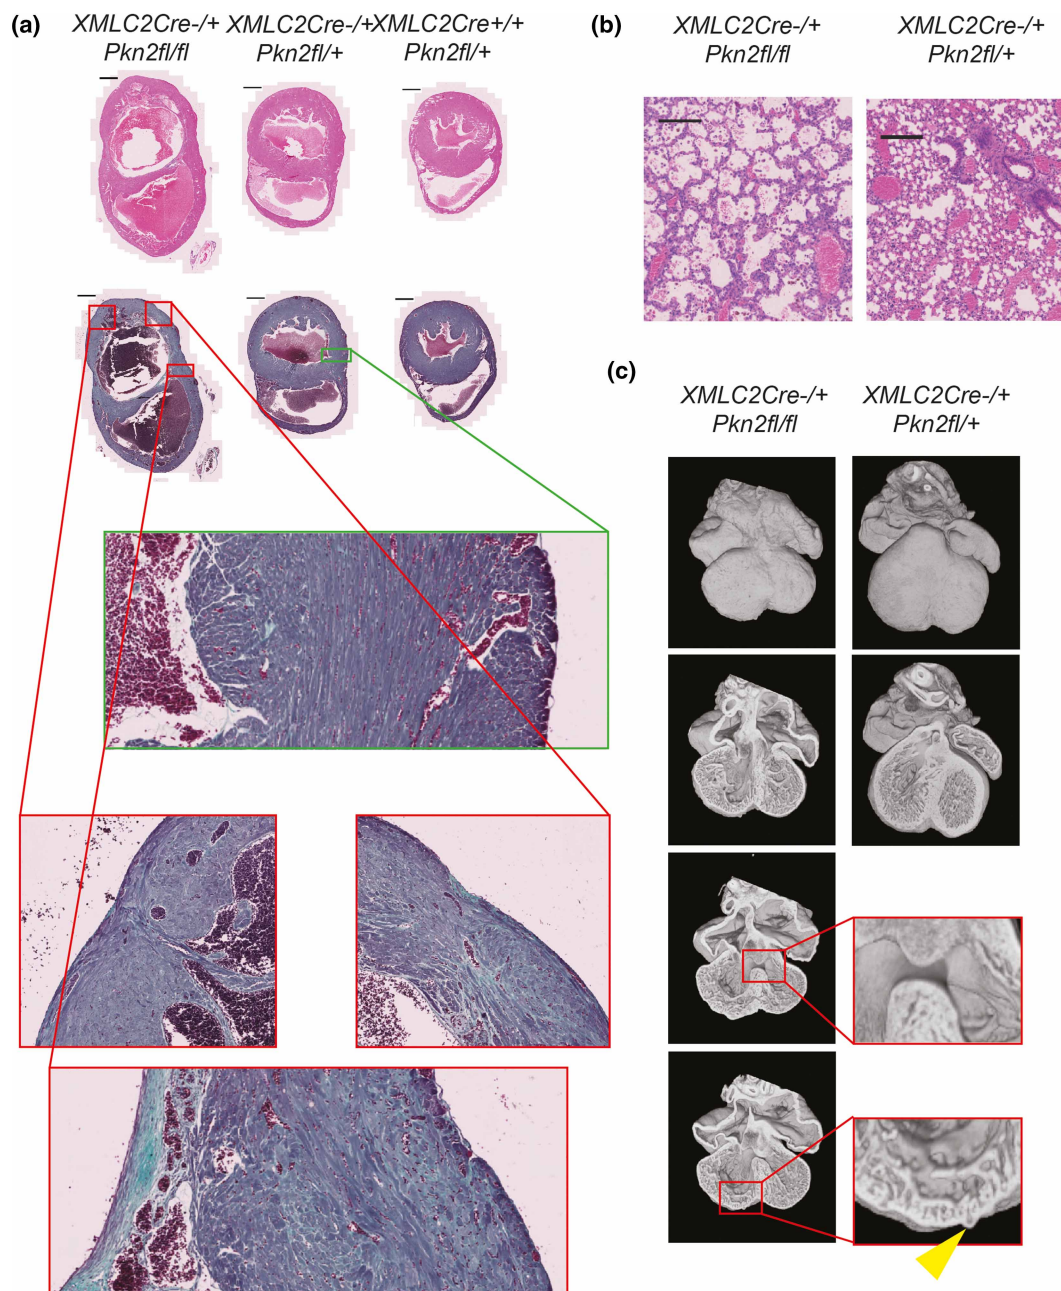 (a)
XMLC2Cre-/+ XMLC2Cre-/+ XMLC2Cre+/+
Pkn2fl/fl Pkn2fl/+ Pkn2fl/+
(b)
XMLC2Cre-/+ XMLC2Cre-/+
Pkn2fl/fl Pkn2fl/+
(c)
XMLC2Cre-/+ XMLC2Cre-/+
Pkn2fl/fl Pkn2fl/+